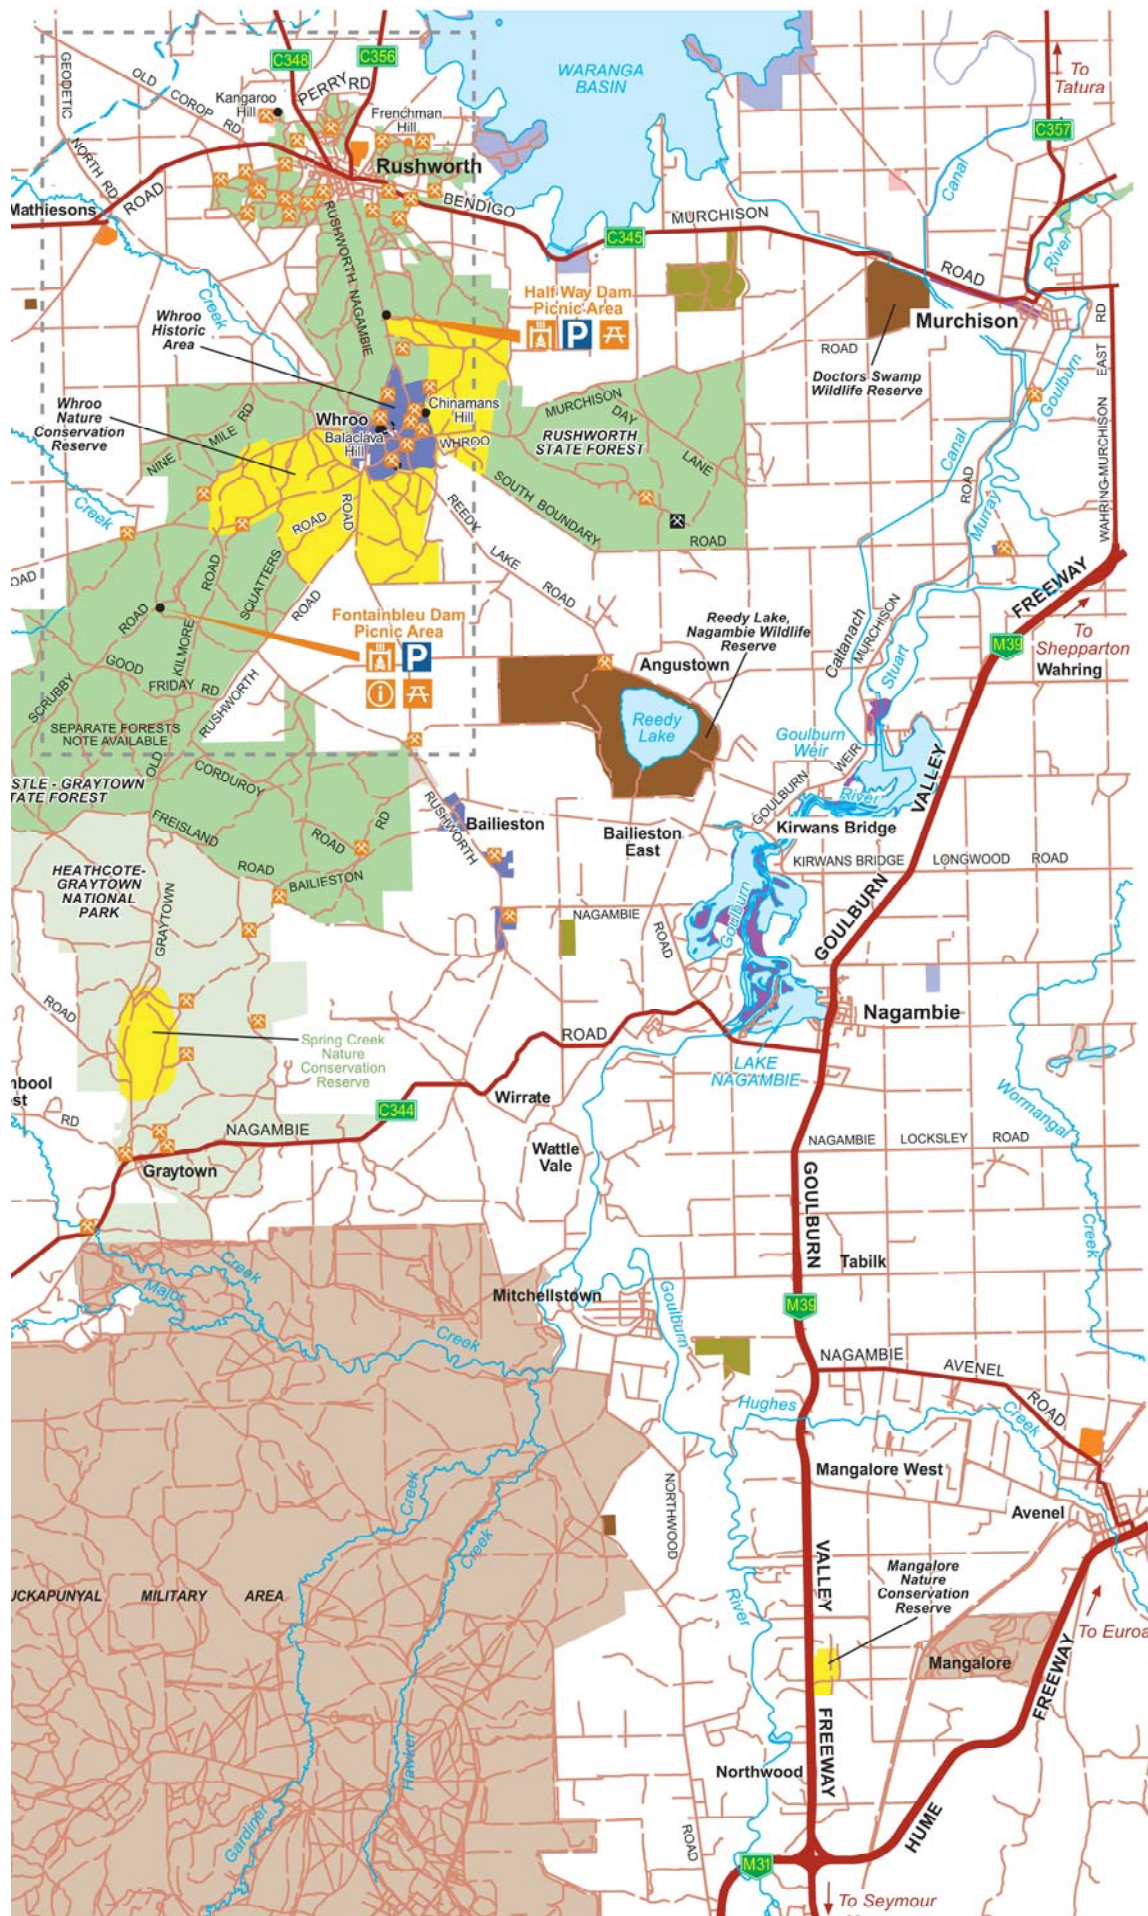 WARANGA
BASIN
To
Tatura
C348
C356
C357
GEODETIC
OLD
COROP
RD
PERRY
RD
Kangaroo
Hill
Frenchman
Hill
Rushworth
NORTH RD
ROAD
Mathiesons
BENDIGO
MURCHISON
C345
ROAD
Canal
River
RUSHWORTH
NAGAMBIE
Creek
Half Way Dam
Picnic Area
P
Murchison
Whroo
Historic
Area
ROAD
Doctors Swamp
Wildlife Reserve
Goulburn
WAHRING-MURCHISON
EAST
RD
Whroo
Nature
Conservation
Reserve
NINE
MILE
RD
Whroo
Balaclava
Hill
Chinamans
Hill
WHROO
MURCHISON
DAY
LANE
RUSHWORTH
STATE FOREST
SOUTH BOUNDARY
ROAD
REEDY
LAKE
ROAD
Canal
ROAD
Murray
Creek
ROAD
ROAD
OAD
ROAD
SQUATTERS
ROAD
ROAD
KILMORE
GOOD
FRIDAY RD
SCRUBBY
RUSHWORTH
SEPARATE FORESTS
NOTE AVAILABLE
OLD
Fontainbleu Dam
Picnic Area
P
i
Reedy Lake,
Nagambie Wildlife
Reserve
Angustown
Reedy
Lake
Cattanach
MURCHISON
Stuart
FREEWAY
M39
To
Shepparton
Wahring
Goulburn
Weir
GOULBURN
WEIR
River
VALLEY
STLE - GRAYTOWN
TATE FOREST
CORDUROY
ROAD
RD
FREISLAND
ROAD
BAILIESTON
RUSHWORTH
Bailieston
Bailieston
East
Kirwans Bridge
KIRWANS BRIDGE
LONGWOOD
ROAD
HEATHCOTE-
GRAYTOWN
NATIONAL
PARK
GRAYTOWN
NAGAMBIE
ROAD
Goulburn
GOULBURN
ROAD
Nagambie
Spring Creek
Nature
Conservation
Reserve
ROAD
LAKE
NAGAMBIE
nbool
st
RD
C344
NAGAMBIE
Wirrate
Wattle
Vale
Graytown
NAGAMBIE
LOCKSLEY
ROAD
Wormangal
Creek
GOULBURN
Tabilk
Creek
Major
Creek
Mitchellstown
Goulburn
M39
NAGAMBIE
AVENEL
ROAD
Hughes
Creek
Mangalore West
Avenel
Creek
Creek
NORTHWOOD
VALLEY
Mangalore
Nature
Conservation
Reserve
UCKAPUNYAL
MILITARY
AREA
River
To Euroa
Mangalore
FREEWAY
FREEWAY
Northwood
Hawker
Gardiner
ROAD
HUME
M31
To Seymour